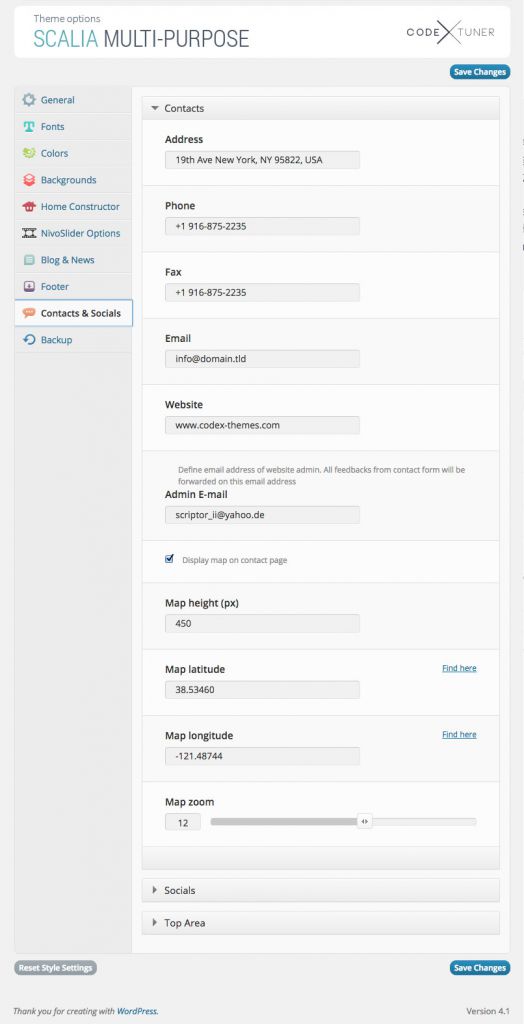 Theme options
SCALIA MULTI-PURPOSE
CODE X TUNER
Save Changes
General
Fonts
Colors
Backgrounds
Home Constructor
NivoSlider Options
Blog & News
Footer
Contacts & Socials
Backup
Contacts
Address
19th Ave New York, NY 95822, USA
Phone
+1 916-875-2235
Fax
+1 916-875-2235
Email
info@domain.tld
Website
www.codex-themes.com
Define email address of website admin. All feedbacks from contact form will be
forwarded on this email address
Admin E-mail
scriptor_ii@yahoo.de
Display map on contact page
Map height (px)
450
Map latitude
Find here
38.53460
Map longitude
Find here
-121.48744
Map zoom
12
Socials
Top Area
Reset Style Settings
Save Changes
Thank you for creating with WordPress.
Version 4.1